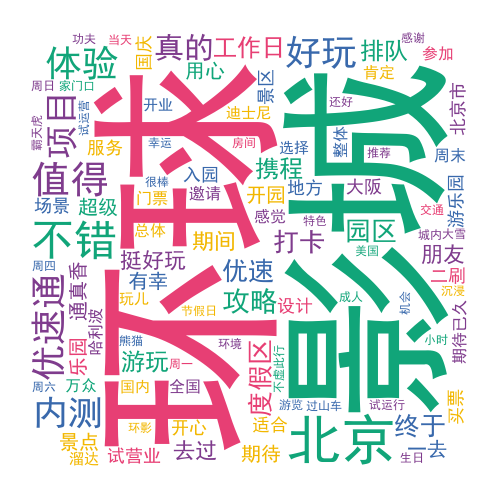 功夫
当天
国庆
真的
工作日
好玩
排队
感谢
参加
肯定
体验
用心
景区
周日
家门口
试运营
霸天虎
项目
开业
迪士尼
服务
幸运
房间
还好
整体
北京市
选择
推荐
周末
环球
影城
值得
很棒
入园
携程
邀请
门票
开园
地方
大阪
游乐园
场景
超级
感觉
特色
交通
不错
总体
期间
打卡
园区
城内
大雪
美国
朋友
周四
优速通
通真香
挺好玩
有幸
优速
二刷
乐园
哈利波
玩儿
攻略
设计
成人
机会
沉浸
节假日
期待已久
熊猫
环境
游玩
周一
度假区
不虚此行
小时
周六
万众
国内
全国
游览
过山车
试运行
买票
内测
环影
开心
适合
北京
终于
景点
溜达
试营业
去过
期待
一去
生日